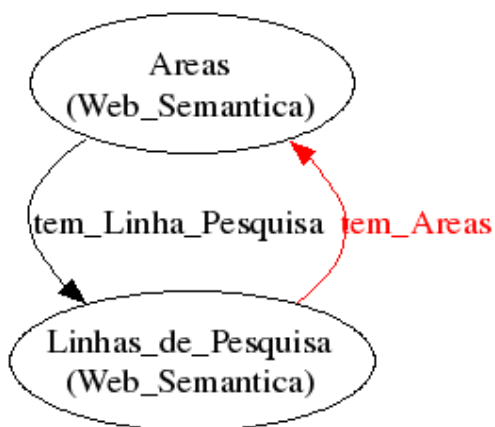 Areas
(Web_Semantica)
tem_Linha_Pesquisa
tem_Areas
Linhas_de_Pesquisa
(Web_Semantica)